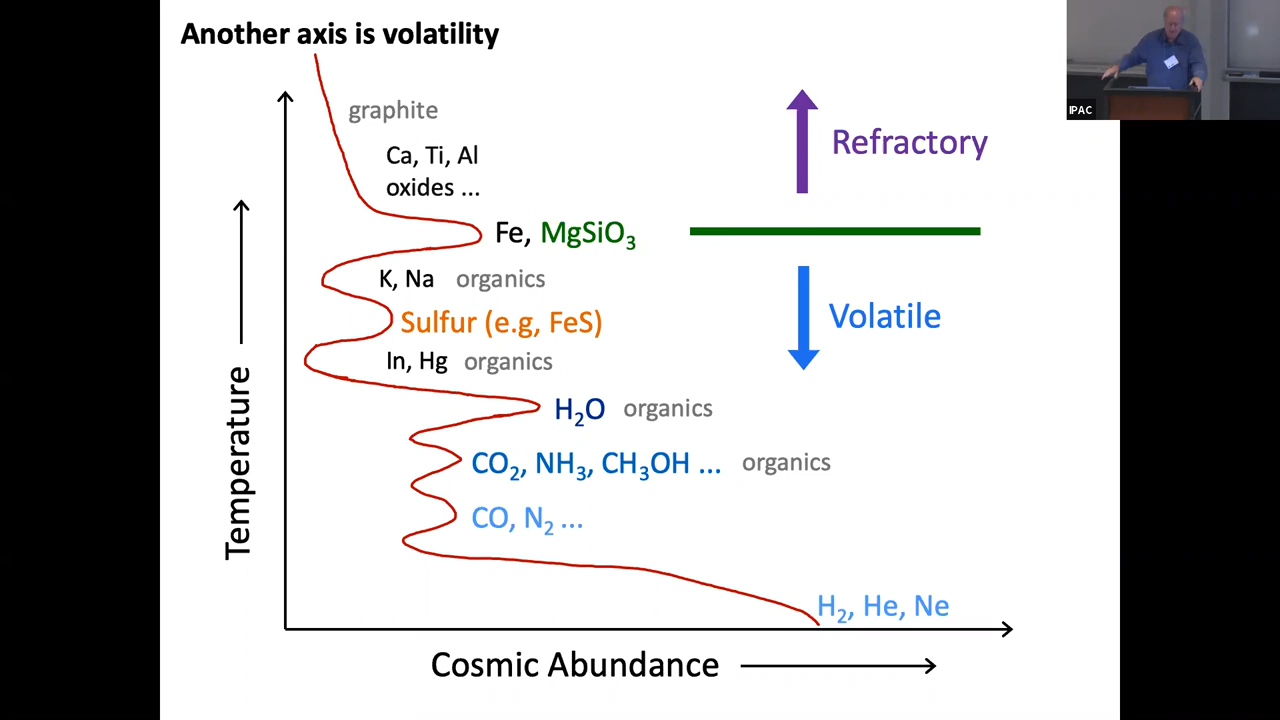 Another axis is volatility
IPAC
graphite
Ca, Ti, Al
oxides ...
Refractory
Fe, MgSiO₃
K, Na organics
Sulfur (e.g, FeS)
Volatile
In, Hg organics
H₂O organics
CO₂, NH₃, CH₃OH ... organics
CO, N₂ ...
H₂, He, Ne
Temperature
Cosmic Abundance